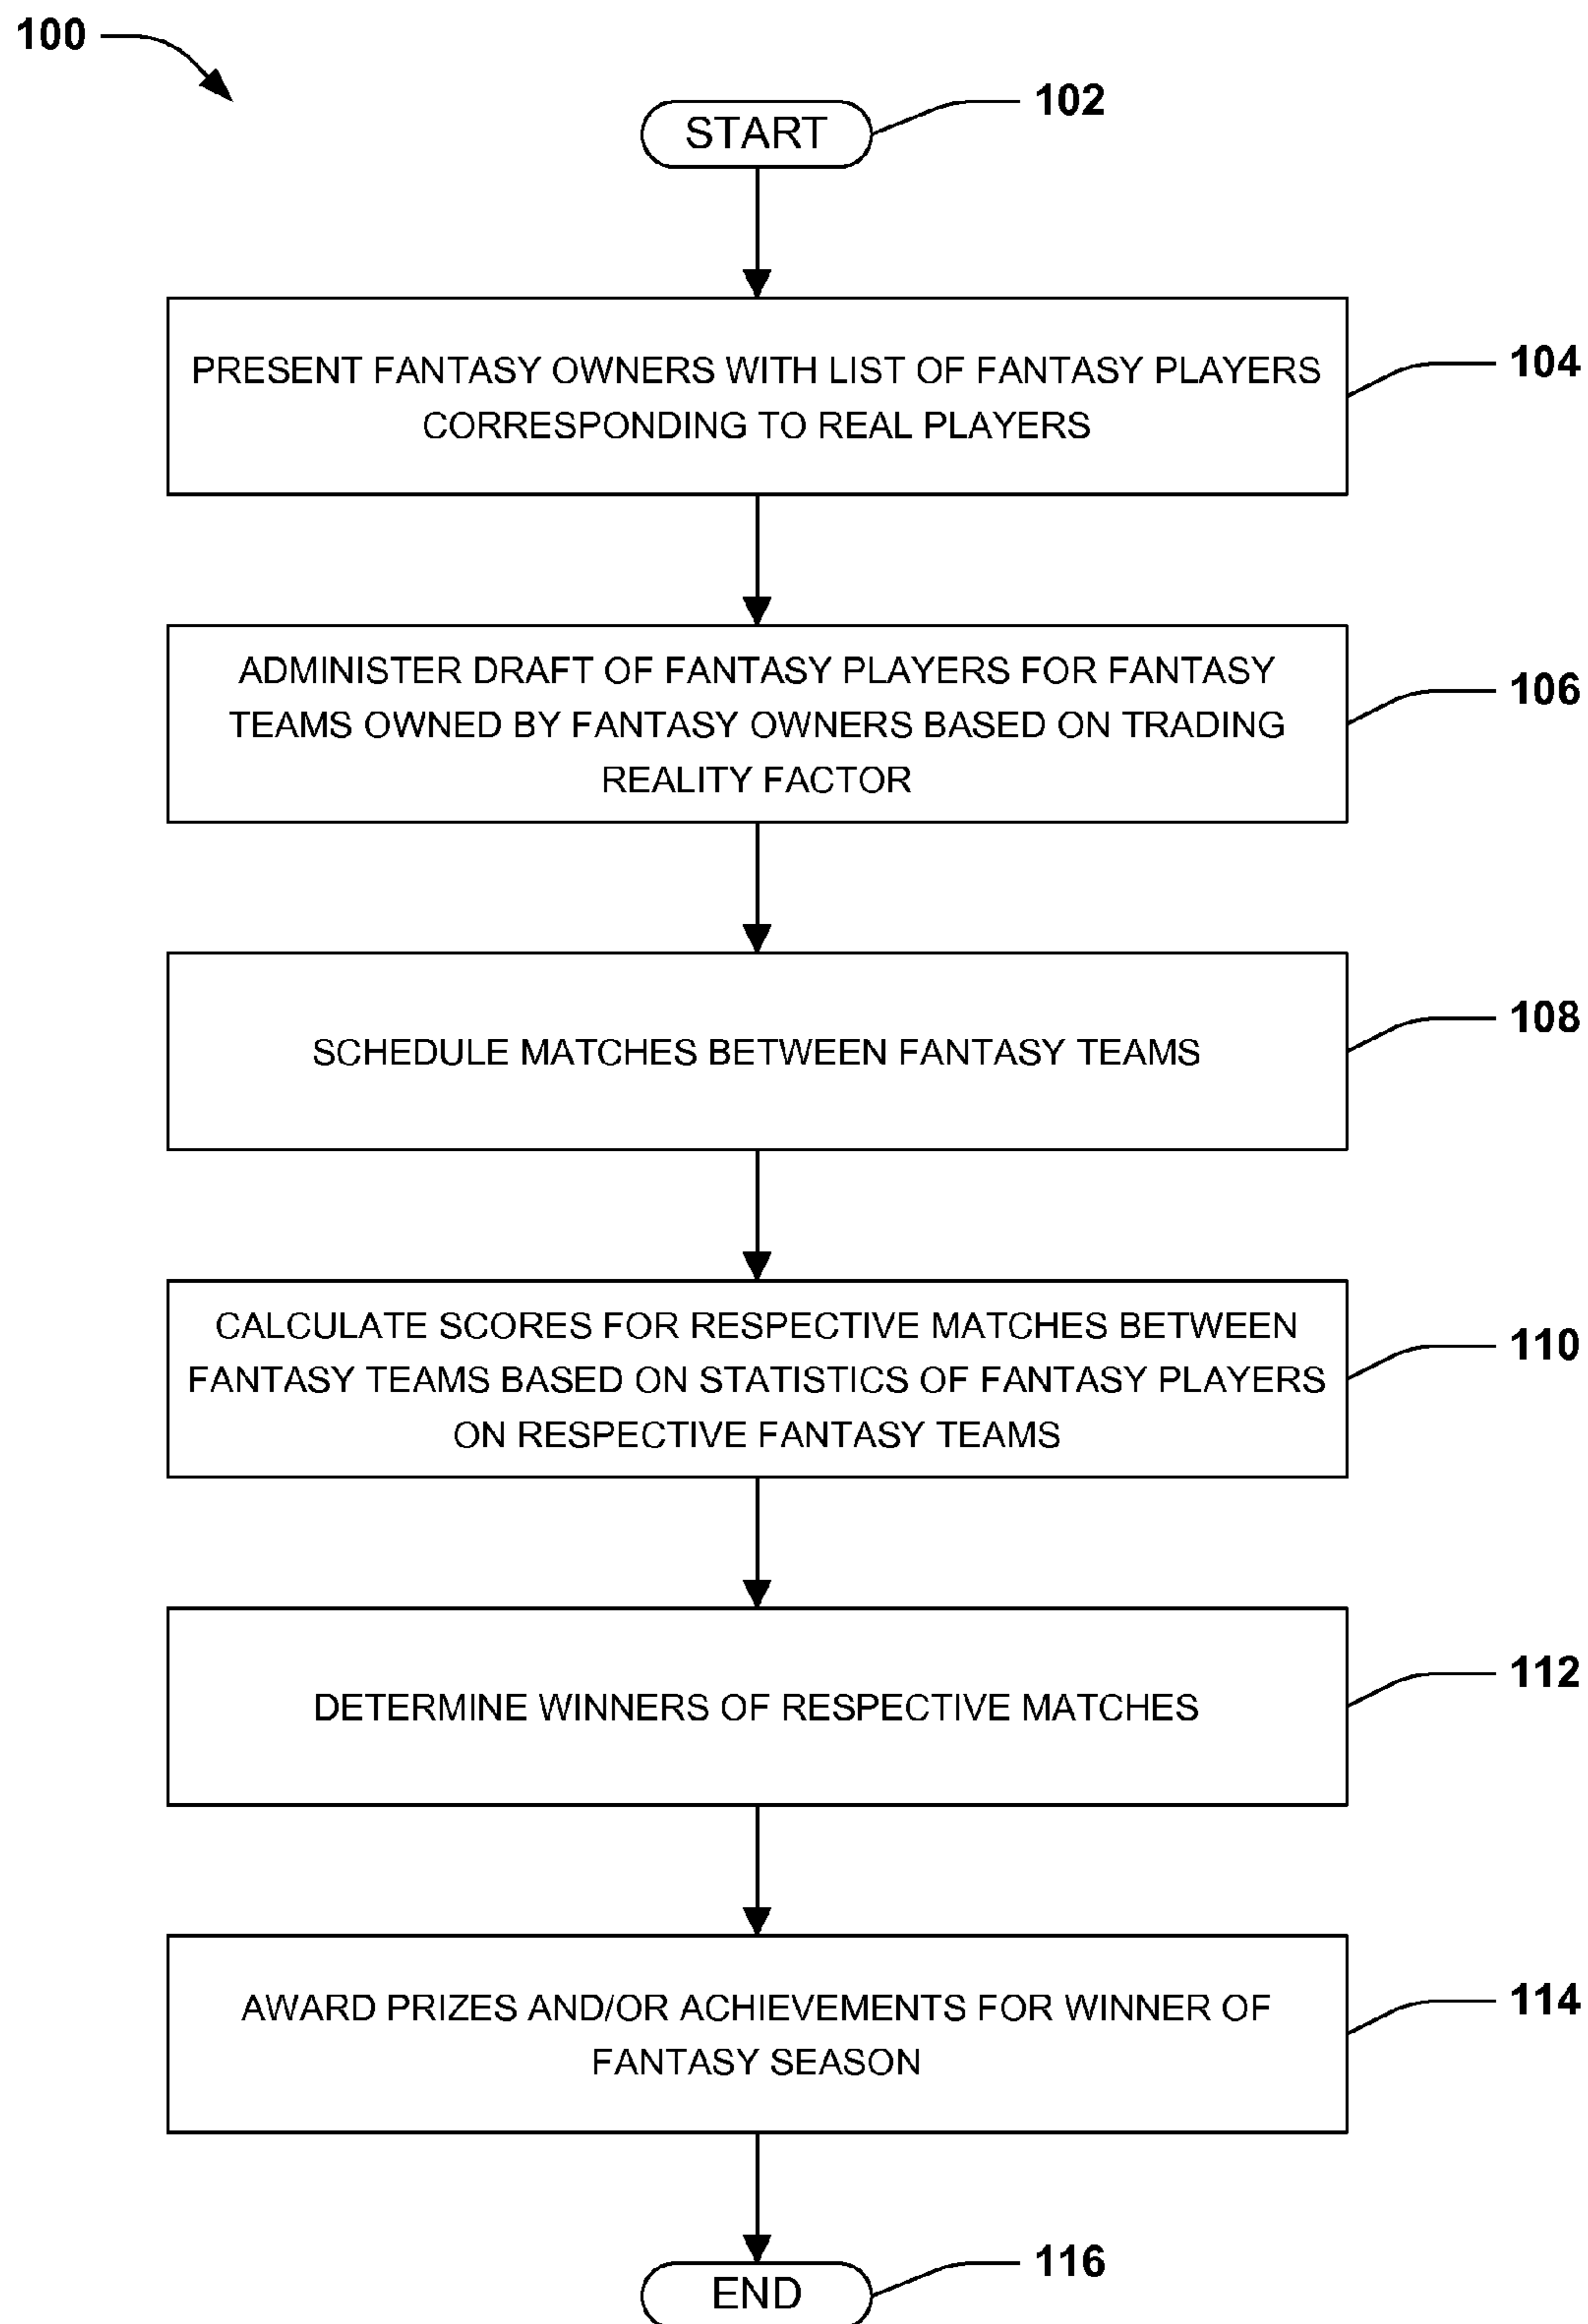 100
START
102
PRESENT FANTASY OWNERS WITH LIST OF FANTASY PLAYERS
CORRESPONDING TO REAL PLAYERS
104
ADMINISTER DRAFT OF FANTASY PLAYERS FOR FANTASY
TEAMS OWNED BY FANTASY OWNERS BASED ON TRADING
REALITY FACTOR
106
SCHEDULE MATCHES BETWEEN FANTASY TEAMS
108
CALCULATE SCORES FOR RESPECTIVE MATCHES BETWEEN
FANTASY TEAMS BASED ON STATISTICS OF FANTASY PLAYERS
ON RESPECTIVE FANTASY TEAMS
110
DETERMINE WINNERS OF RESPECTIVE MATCHES
112
AWARD PRIZES AND/OR ACHIEVEMENTS FOR WINNER OF
FANTASY SEASON
114
END
116